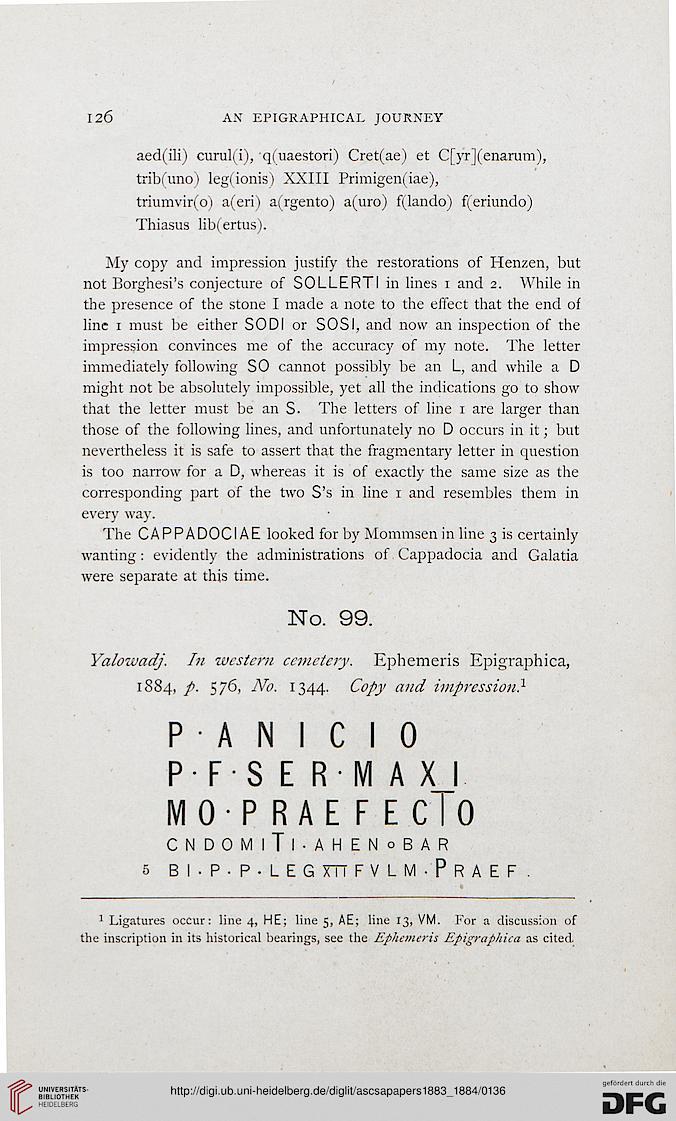 126 AN EPIGRAPHICAL JOURNEY
aed(ili) curul(i), q(uaestori) Cret(ae) et C[yr](enarum),
trib(uno) leg(ionis) XXIII Primigen(iae),
triumvir(o) a(eri) a(rgento) a(uro) f(lando) f(eriundo)
Thiasus lib(ertus).
My copy and impression justify the restorations of Henzen, but
not Borghesi's conjecture of SOLLERTI in lines 1 and 2. While in
the presence of the stone I made a note to the effect that the end of
line 1 must be either SODI or SOSI, and now an inspection of the
impression convinces me of the accuracy of my note. The letter
immediately following SO cannot possibly be an L, and while a D
might not be absolutely impossible, yet all the indications go to show
that the letter must be an S. The letters of line 1 are larger than
those of the following lines, and unfortunately no D occurs in it; but
nevertheless it is safe to assert that the fragmentary letter in question
is too narrow for a D, whereas it is of exactly the same size as the
corresponding part of the two S's in line 1 and resembles them in
every way.
The CAPPADOCIAE looked for by Mommsen in line 3 is certainly
wanting: evidently the administrations of Cappadocia and Galatia
were separate at this time.
No. 99.
Yalowadj. In western cemetery. Ephemeris Epigraphica,
1884, p. 576, No. 1344. Copy and impression.¹
P · A N I C I O
P · F · S E R · M A X I
M O · P R A E F E C T O
C N D O M I T I · A H E N o B A R
5 B I · P · P · L E G XII F V L M · P R A E F .
¹ Ligatures occur: line 4, HE; line 5, AE; line 13, VM. For a discussion of
the inscription in its historical bearings, see the Ephemeris Epigraphica as cited.
UNIVERSITÄTS-
BIBLIOTHEK
HEIDELBERG
http://digi.ub.uni-heidelberg.de/diglit/ascsapapers1883_1884/0136
gefördert durch die
DFG